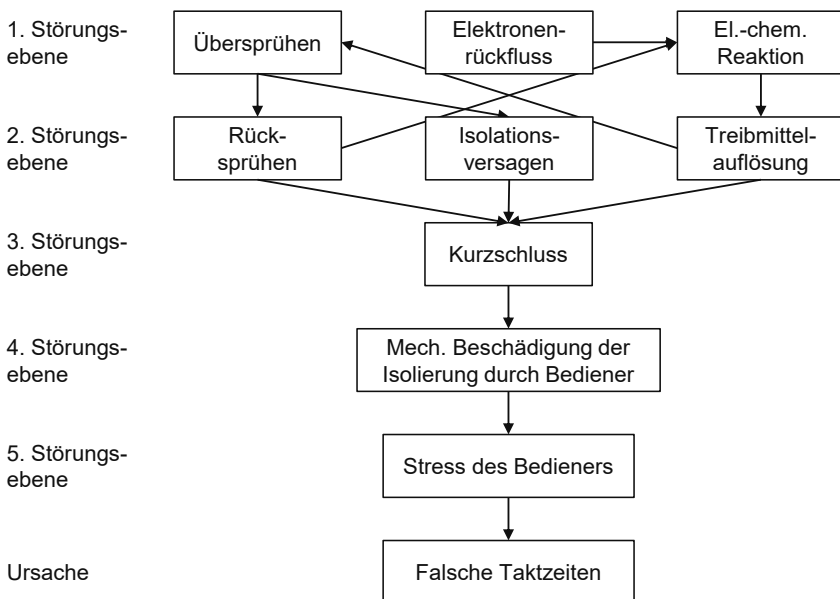 1. Störungs-
ebene
Übersprühen
Elektronen-
rückfluss
El.-chem.
Reaktion
2. Störungs-
ebene
Rück-
sprühen
Isolations-
versagen
Treibmittel-
auflösung
3. Störungs-
ebene
Kurzschluss
4. Störungs-
ebene
Mech. Beschädigung der
Isolierung durch Bediener
5. Störungs-
ebene
Stress des Bedieners
Ursache
Falsche Taktzeiten